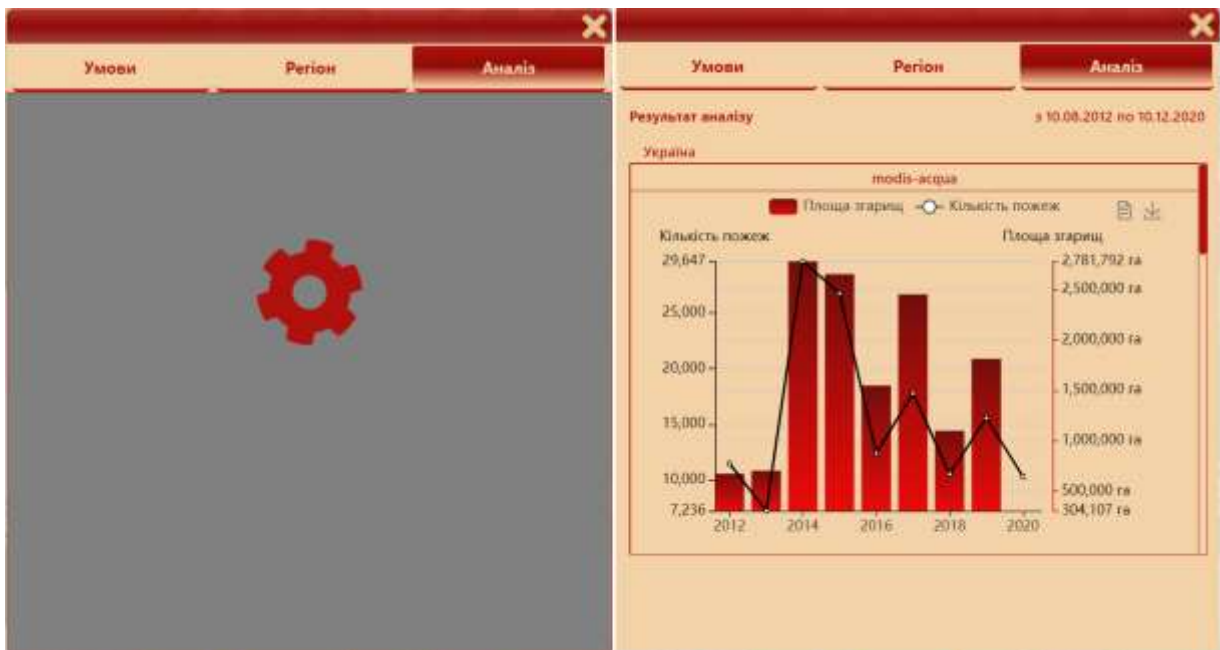 Умови Регіон Аналіз
Умови Регіон Аналіз
Результат аналізу з 10.08.2012 по 10.12.2020
Україна
modis-acqua
Площа згарищ Кількість пожеж
Кількість пожеж Площа згарищ
29,647 2,781,792 га
2,500,000 га
25,000
2,000,000 га
20,000
1,500,000 га
15,000
1,000,000 га
10,000
500,000 га
7,236 304,107 га
2012 2014 2016 2018 2020